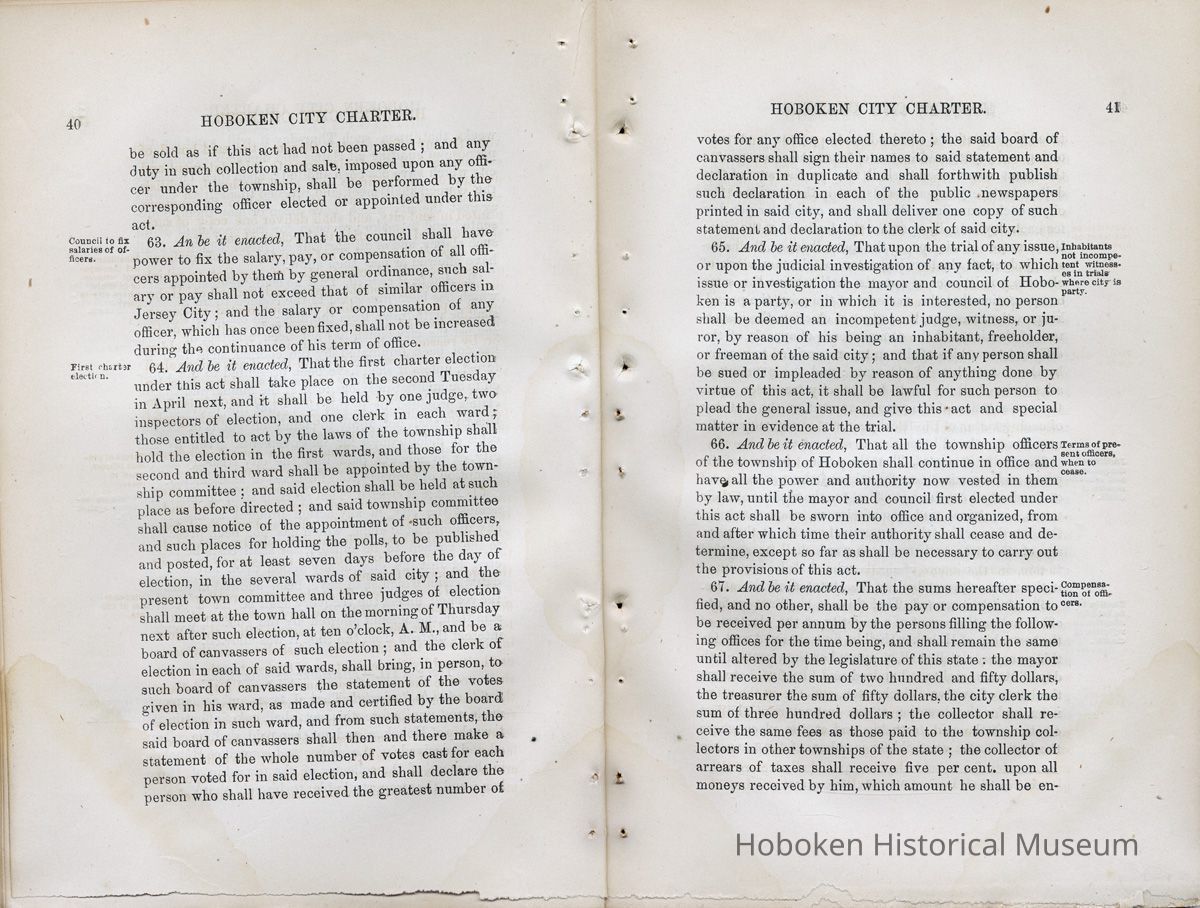 40
HOBOKEN CITY CHARTER.
be sold as if this act had not been passed ; and any
duty in such collection and sale, imposed upon any offi-
cer under the township, shall be performed by the
corresponding officer elected or appointed under this
act.
Council to fix
salaries of of-
ficers.
63. An be it enacted, That the council shall have
power to fix the salary, pay, or compensation of all offi-
cers appointed by them by general ordinance, such sal-
ary or pay shall not exceed that of similar officers in
Jersey City ; and the salary or compensation of any
officer, which has once been fixed, shall not be increased
during the continuance of his term of office.
First charter
election.
64. And be it enacted, That the first charter election
under this act shall take place on the second Tuesday
in April next, and it shall be held by one judge, two
inspectors of election, and one clerk in each ward ;
those entitled to act by the laws of the township shall
hold the election in the first wards, and those for the
second and third ward shall be appointed by the town-
ship committee ; and said election shall be held at such
place as before directed ; and said township committee
shall cause notice of the appointment of such officers,
and such places for holding the polls, to be published
and posted, for at least seven days before the day of
election, in the several wards of said city ; and the
present town committee and three judges of election
shall meet at the town hall on the morning of Thursday
next after such election, at ten o'clock, A. M., and be a
board of canvassers of such election ; and the clerk of
election in each of said wards, shall bring, in person, to
such board of canvassers the statement of the votes
given in his ward, as made and certified by the board
of election in such ward, and from such statements, the
said board of canvassers shall then and there make a
statement of the whole number of votes cast for each
person voted for in said election, and shall declare the
person who shall have received the greatest number of
HOBOKEN CITY CHARTER.
41
votes for any office elected thereto ; the said board of
canvassers shall sign their names to said statement and
declaration in duplicate and shall forthwith publish
such declaration in each of the public newspapers
printed in said city, and shall deliver one copy of such
statement and declaration to the clerk of said city.
65. And be it enacted, That upon the trial of any issue,
or upon the judicial investigation of any fact, to which
issue or investigation the mayor and council of Hobo-
ken is a party, or in which it is interested, no person
shall be deemed an incompetent judge, witness, or ju-
ror, by reason of his being an inhabitant, freeholder,
or freeman of the said city ; and that if any person shall
be sued or impleaded by reason of anything done by
virtue of this act, it shall be lawful for such person to
plead the general issue, and give this act and special
matter in evidence at the trial.
Inhabitants
not incompe-
tent witness-
es in trials
where city is
party.
66. And be it enacted, That all the township officers
of the township of Hoboken shall continue in office and
have all the power and authority now vested in them
by law, until the mayor and council first elected under
this act shall be sworn into office and organized, from
and after which time their authority shall cease and de-
termine, except so far as shall be necessary to carry out
the provisions of this act.
Terms of pre-
sent officers,
when to
cease.
67. And be it enacted, That the sums hereafter speci-
fied, and no other, shall be the pay or compensation to
be received per annum by the persons filling the follow-
ing offices for the time being, and shall remain the same
until altered by the legislature of this state : the mayor
shall receive the sum of two hundred and fifty dollars,
the treasurer the sum of fifty dollars, the city clerk the
sum of three hundred dollars ; the collector shall re-
ceive the same fees as those paid to the township col-
lectors in other townships of the state ; the collector of
arrears of taxes shall receive five per cent. upon all
moneys received by him, which amount he shall be en-
Compensa-
tion of offi-
cers.
Hoboken Historical Museum